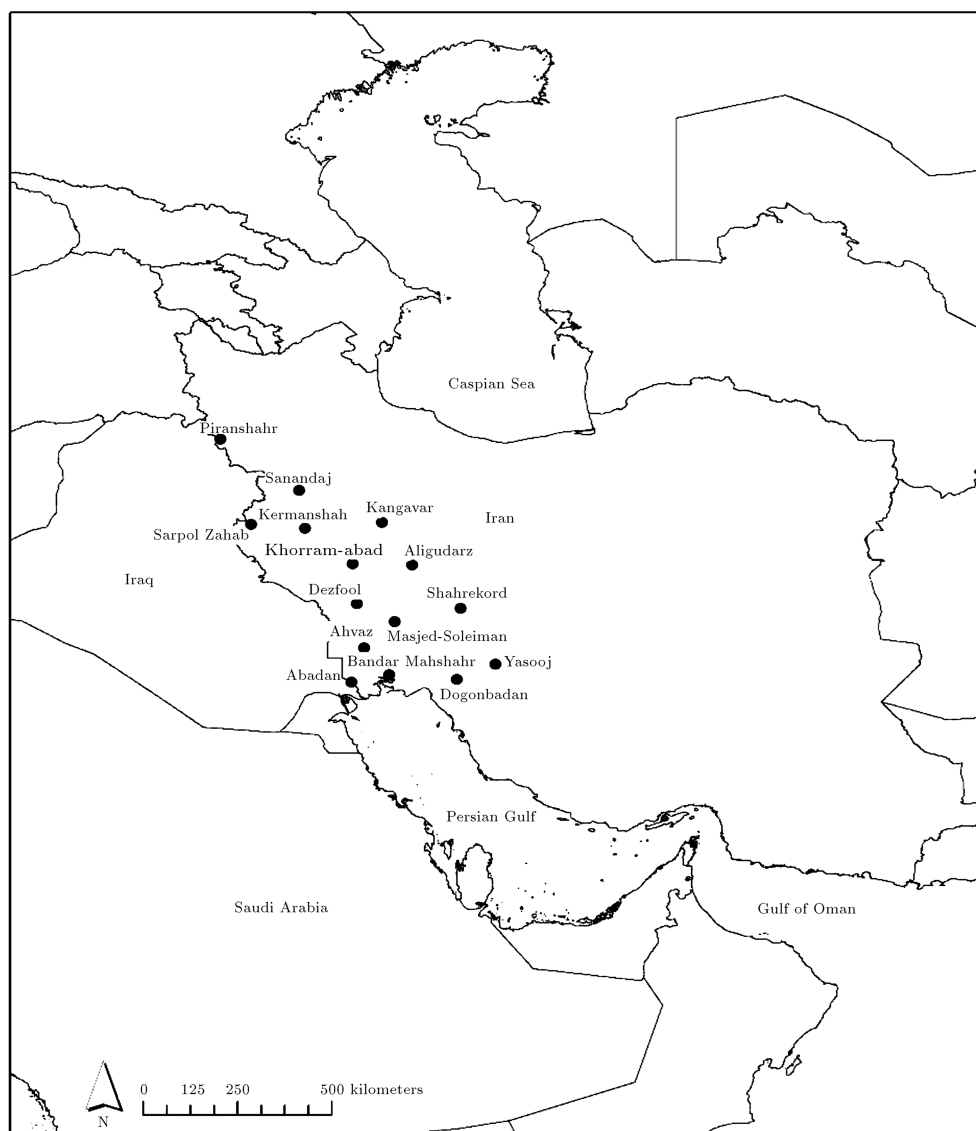 Caspian Sea
Piranshahr
Sanandaj
Kangavar
Kermanshah
Iran
Sarpol Zahab
Khorram-abad
Aligudarz
Iraq
Dezfool
Shahrekord
Ahvaz
Masjed-Soleiman
Bandar Mahshahr
Yasooj
Abadan
Dogonbadan
Persian Gulf
Saudi Arabia
Gulf of Oman
0 125 250 500 kilometers
N